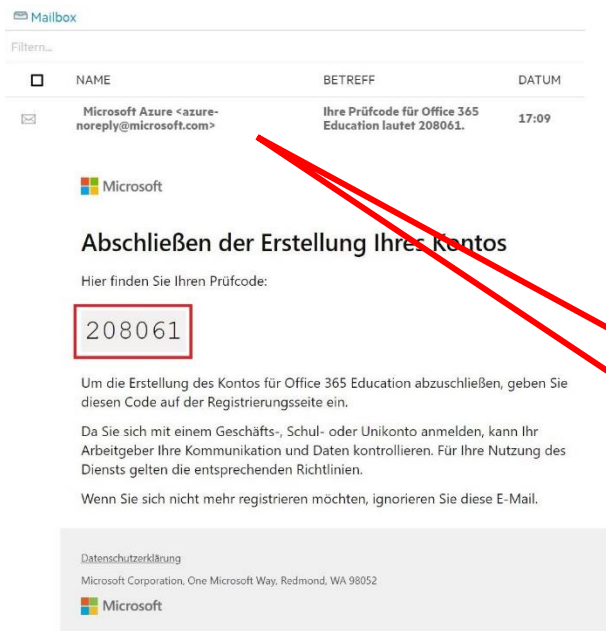 Mailbox
Filtern...
NAME BETREFF DATUM
Microsoft Azure <azure- Ihre Prüfcode für Office 365 17:09
noreply@microsoft.com> Education lautet 208061.
Microsoft
Abschließen der Erstellung Ihres Kontos
Hier finden Sie Ihren Prüfcode:
208061
Um die Erstellung des Kontos für Office 365 Education abzuschließen, geben Sie
diesen Code auf der Registrierungsseite ein.
Da Sie sich mit einem Geschäfts-, Schul- oder Unikonto anmelden, kann Ihr
Arbeitgeber Ihre Kommunikation und Daten kontrollieren. Für Ihre Nutzung des
Diensts gelten die entsprechenden Richtlinien.
Wenn Sie sich nicht mehr registrieren möchten, ignorieren Sie diese E-Mail.
Datenschutzerklärung
Microsoft Corporation, One Microsoft Way, Redmond, WA 98052
Microsoft